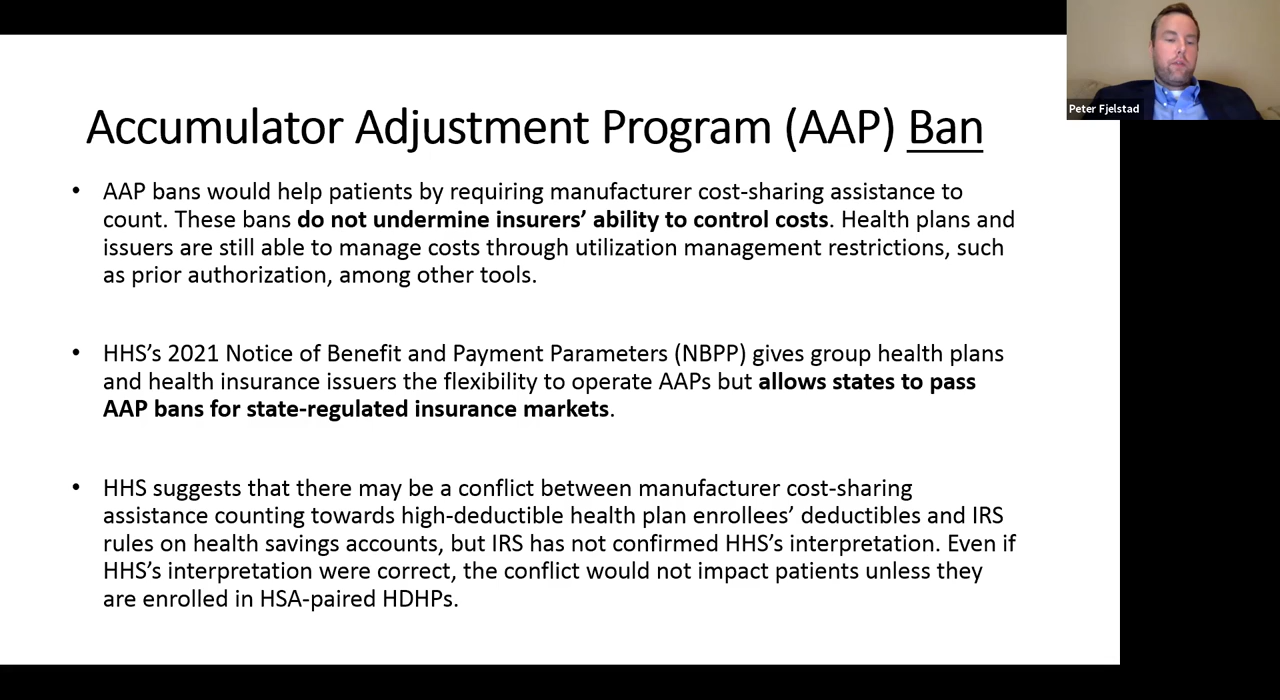 Accumulator Adjustment Program (AAP) Ban
• AAP bans would help patients by requiring manufacturer cost-sharing assistance to
count. These bans do not undermine insurers’ ability to control costs. Health plans and
issuers are still able to manage costs through utilization management restrictions, such
as prior authorization, among other tools.
• HHS’s 2021 Notice of Benefit and Payment Parameters (NBPP) gives group health plans
and health insurance issuers the flexibility to operate AAPs but allows states to pass
AAP bans for state-regulated insurance markets.
• HHS suggests that there may be a conflict between manufacturer cost-sharing
assistance counting towards high-deductible health plan enrollees’ deductibles and IRS
rules on health savings accounts, but IRS has not confirmed HHS’s interpretation. Even if
HHS’s interpretation were correct, the conflict would not impact patients unless they
are enrolled in HSA-paired HDHPs.
Peter Fjelstad